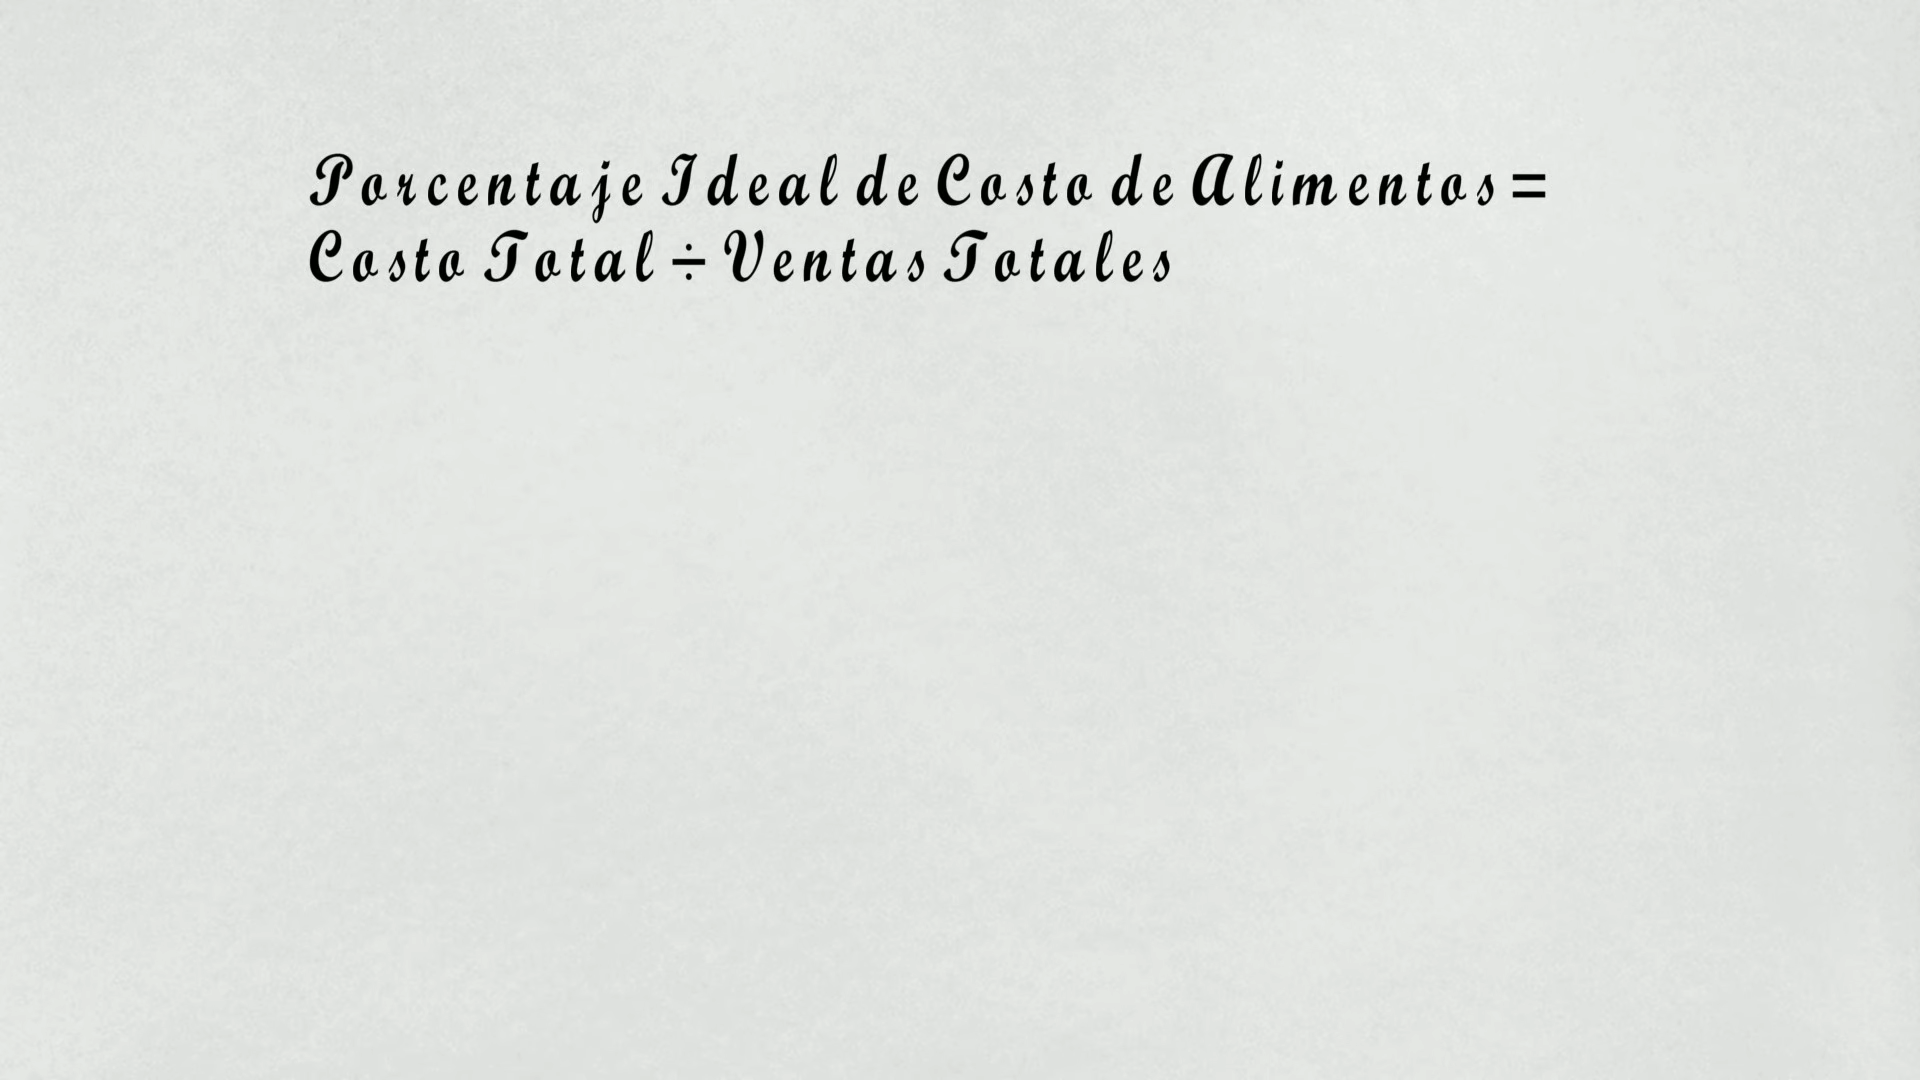 Porcentaje Ideal de Costo de Alimentos =
Costo Total ÷ Ventas Totales